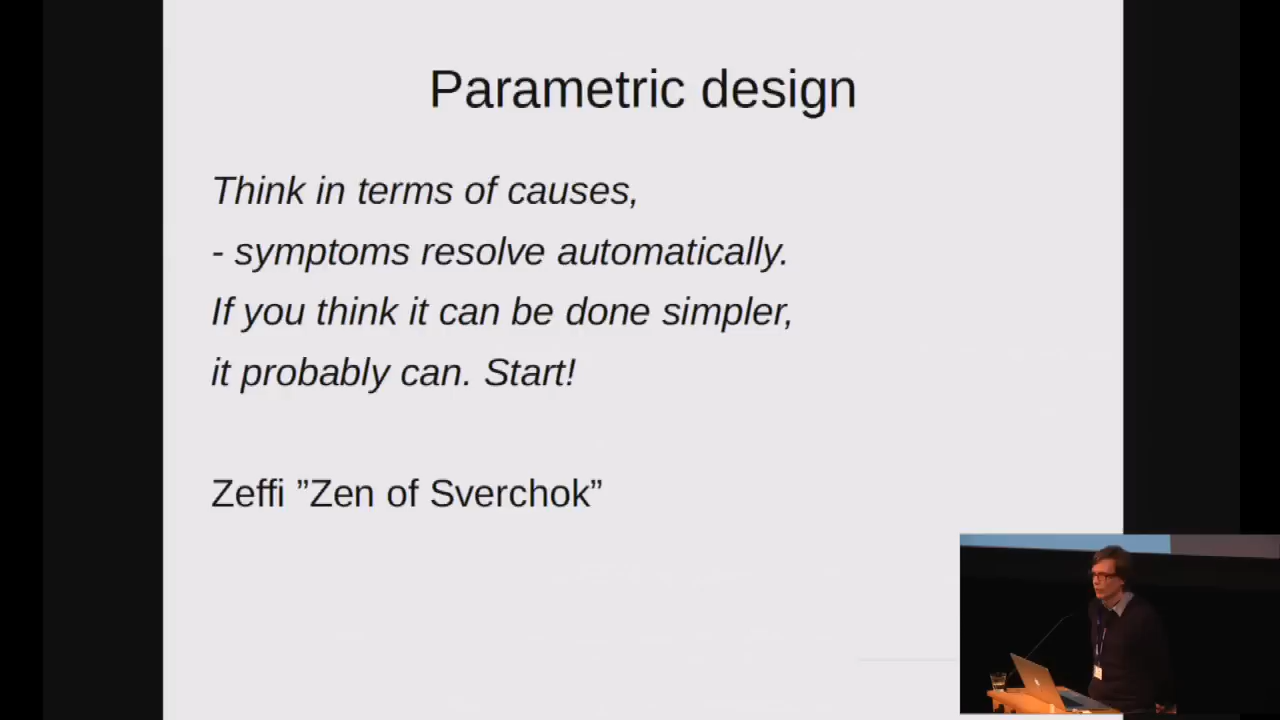 Parametric design
Think in terms of causes,
- symptoms resolve automatically.
If you think it can be done simpler,
it probably can. Start!
Zeffi ”Zen of Sverchok”